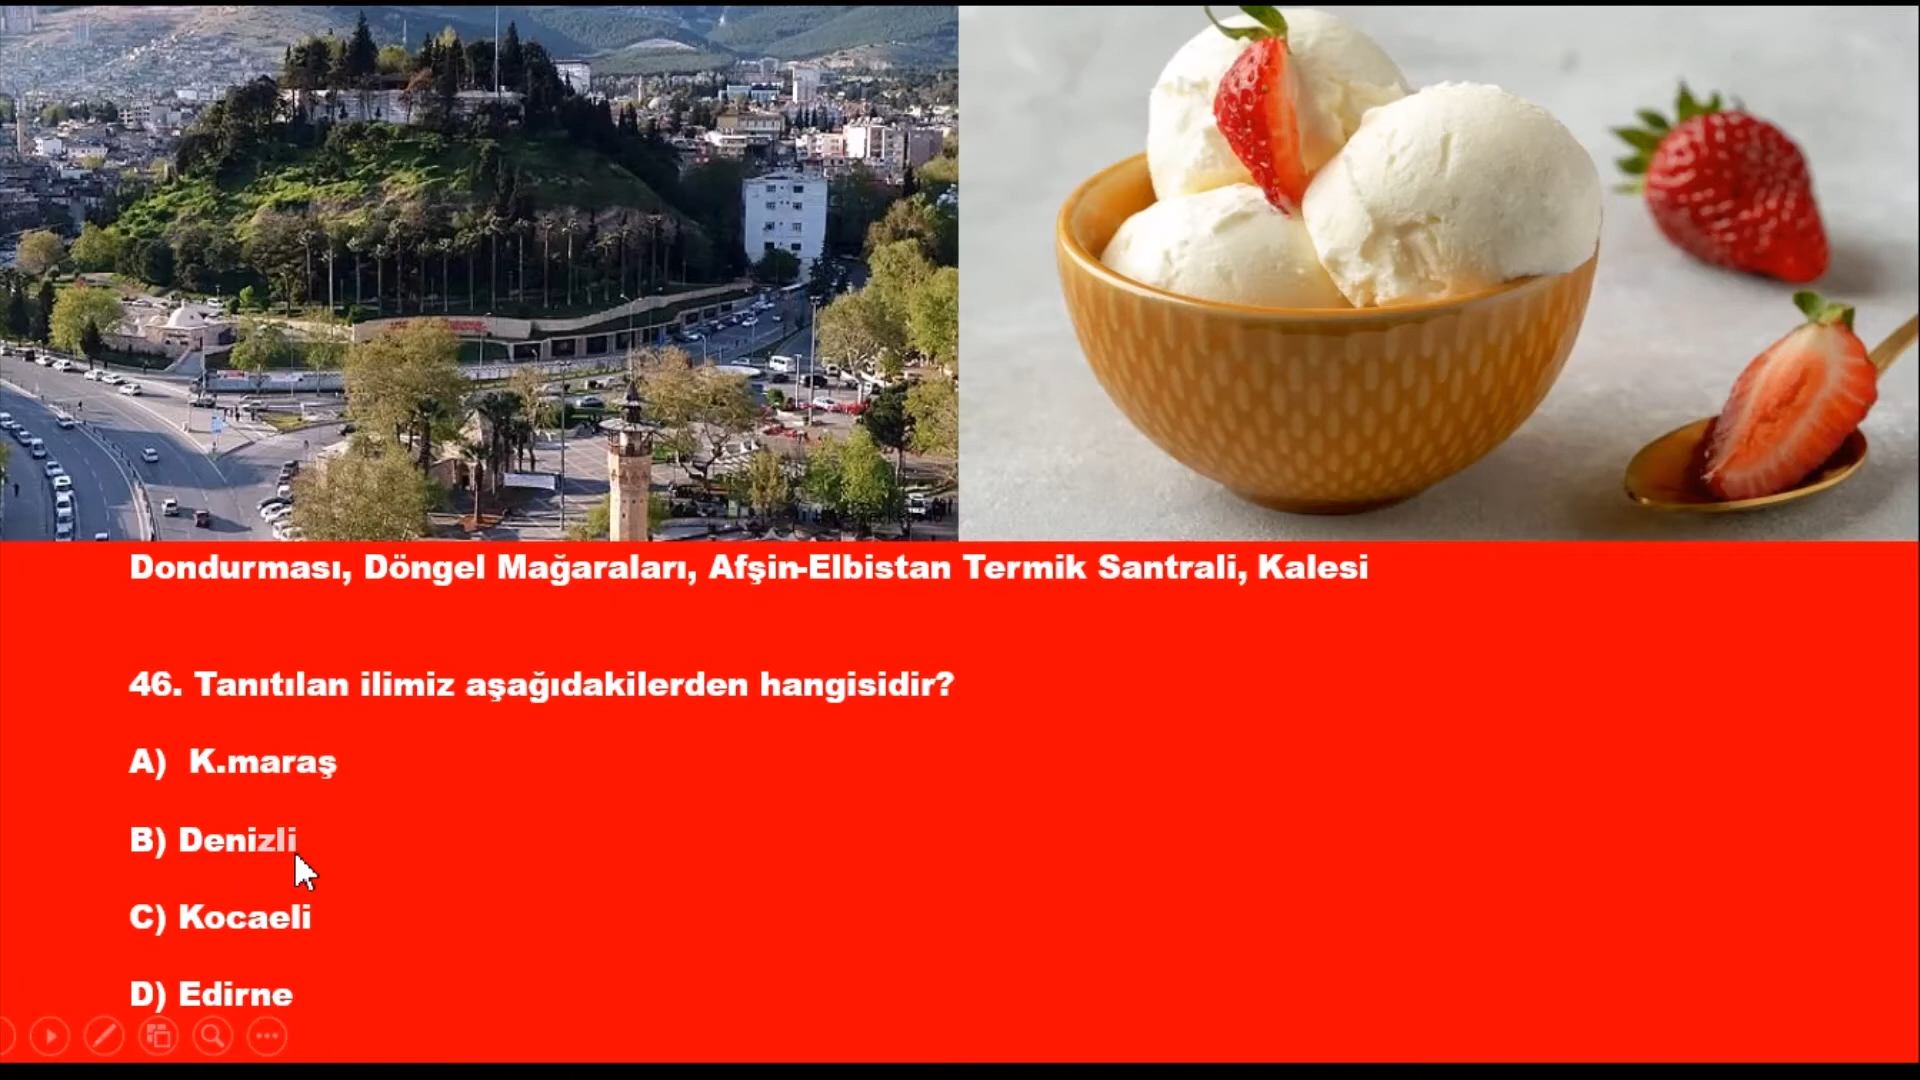 Dondurması, Döngel Mağaraları, Afşin-Elbistan Termik Santrali, Kalesi
46. Tanıtılan ilimiz aşağıdakilerden hangisidir?
A) K.maraş
B) Denizli
C) Kocaeli
D) Edirne